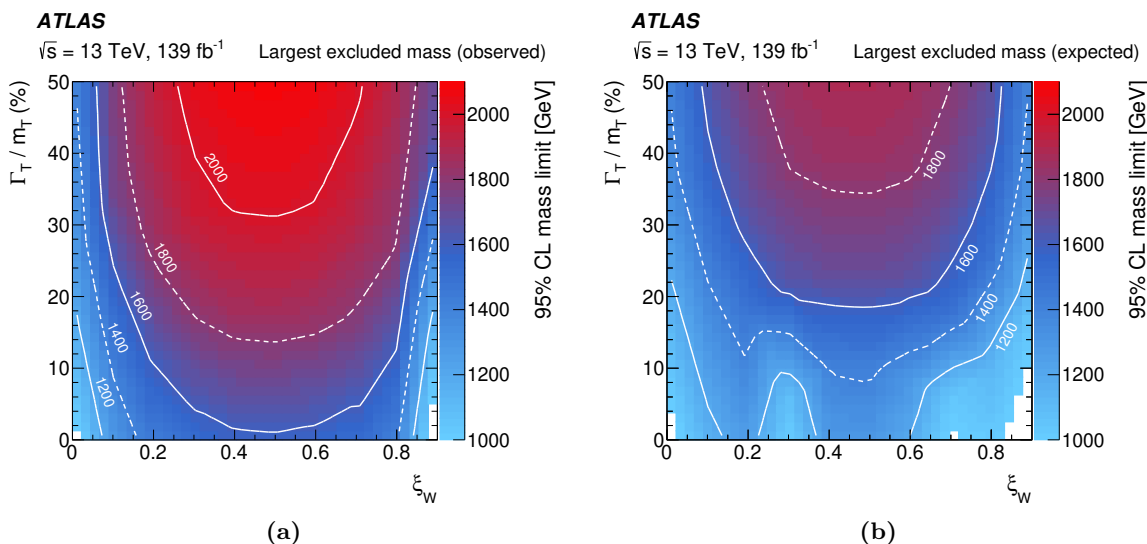 ATLAS
√s = 13 TeV, 139 fb⁻¹ Largest excluded mass (observed)
Γ_T / m_T (%)
50
40
30
20
10
0
0 0.2 0.4 0.6 0.8
ξ_W
2000
1800
1600
1400
1200
2000
1800
1600
1400
1200
1000
95% CL mass limit [GeV]
(a)
ATLAS
√s = 13 TeV, 139 fb⁻¹ Largest excluded mass (expected)
Γ_T / m_T (%)
50
40
30
20
10
0
0 0.2 0.4 0.6 0.8
ξ_W
1800
1600
1400
1200
2000
1800
1600
1400
1200
1000
95% CL mass limit [GeV]
(b)